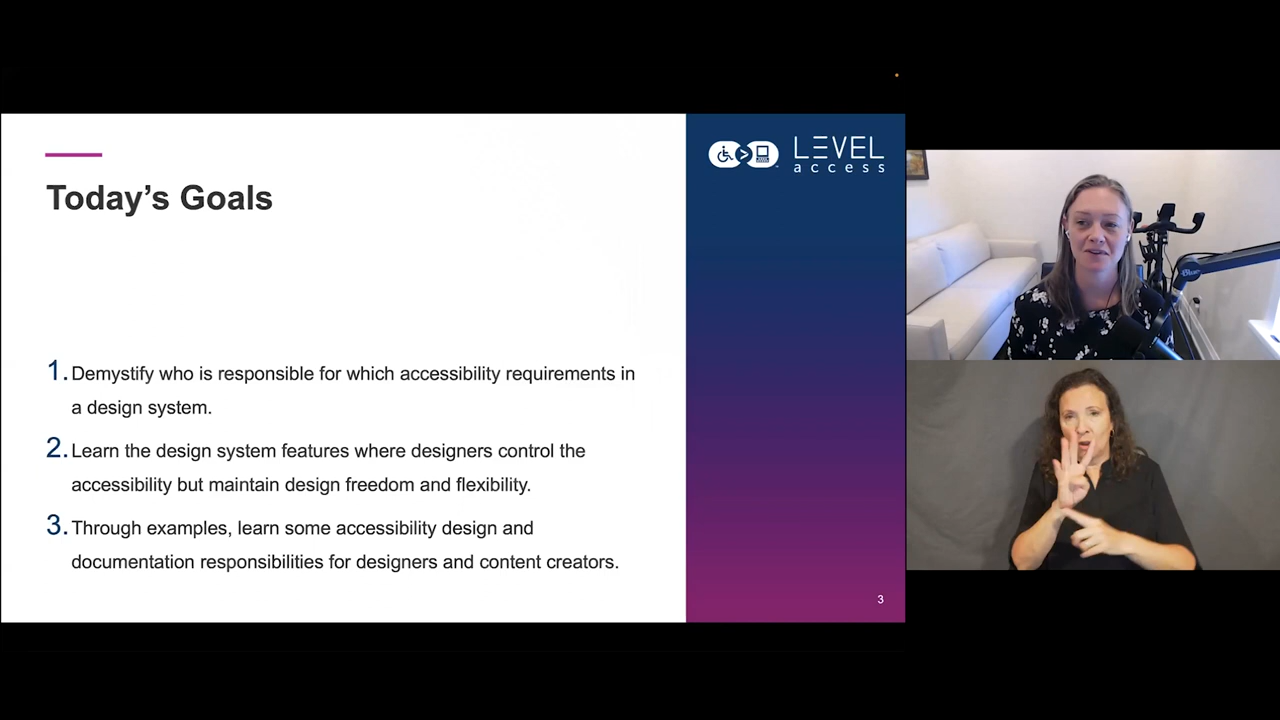 LEVEL
access
Today's Goals
1. Demystify who is responsible for which accessibility requirements in
a design system.
2. Learn the design system features where designers control the
accessibility but maintain design freedom and flexibility.
3. Through examples, learn some accessibility design and
documentation responsibilities for designers and content creators.
3